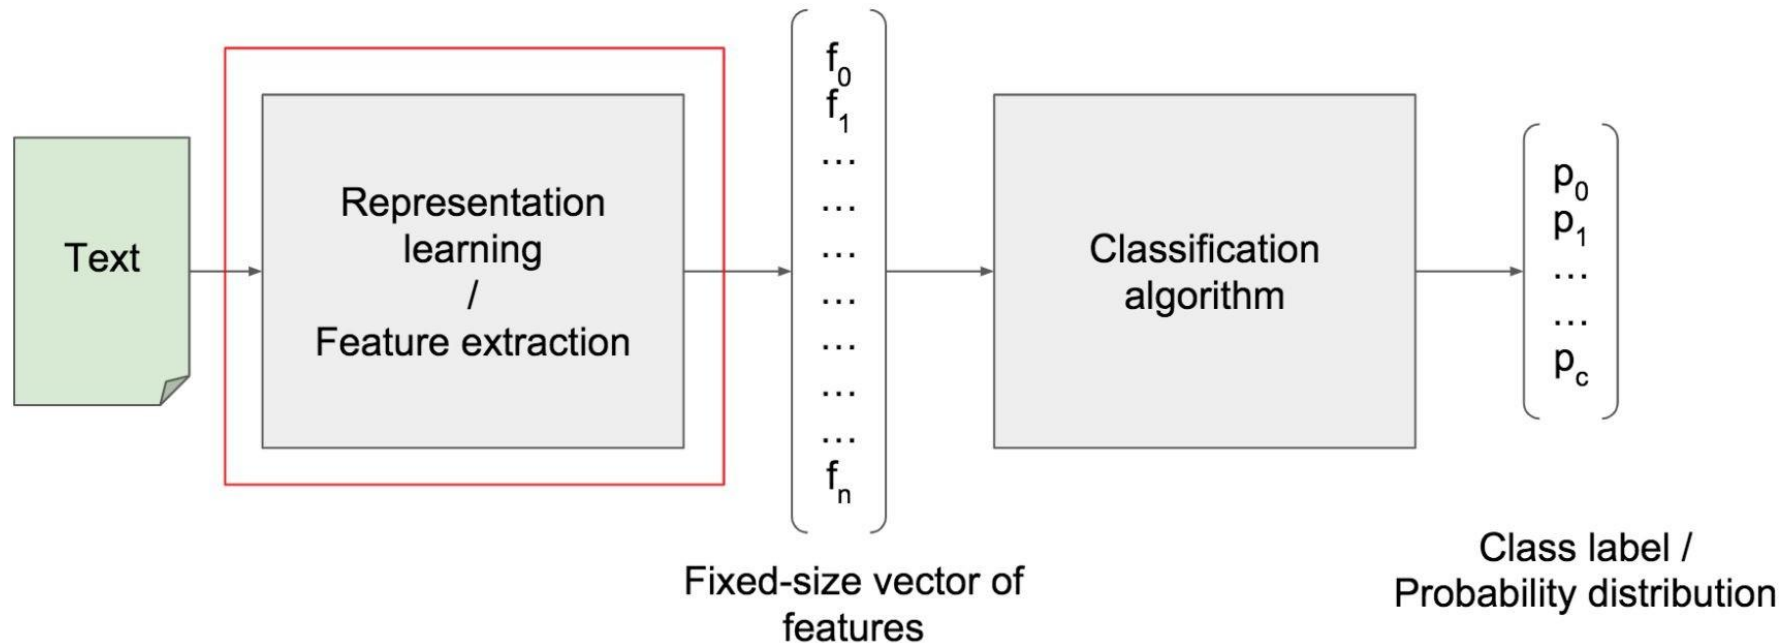 Text
Representation
learning
/
Feature extraction
f₀
f₁
...
...
...
...
...
...
...
fₙ
Fixed-size vector of
features
Classification
algorithm
p₀
p₁
...
...
p꜀
Class label /
Probability distribution